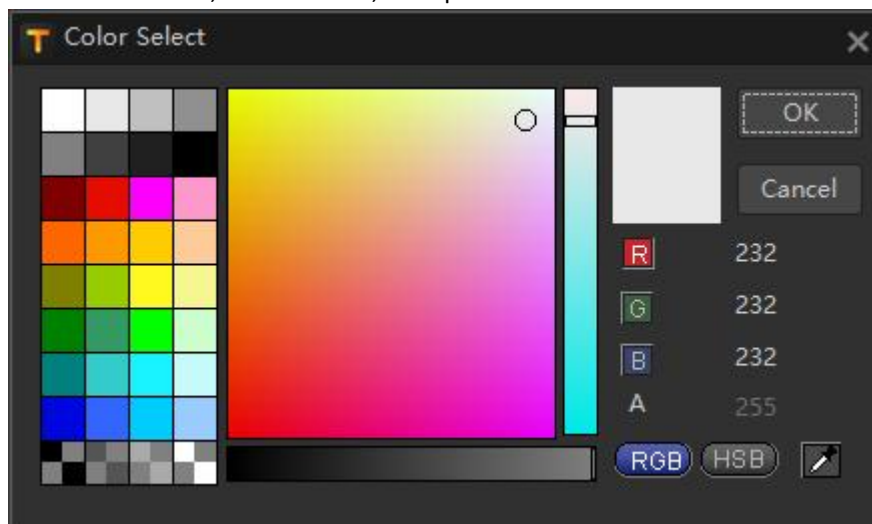 Color Select
OK
Cancel
R 232
G 232
B 232
A 255
RGB HSB